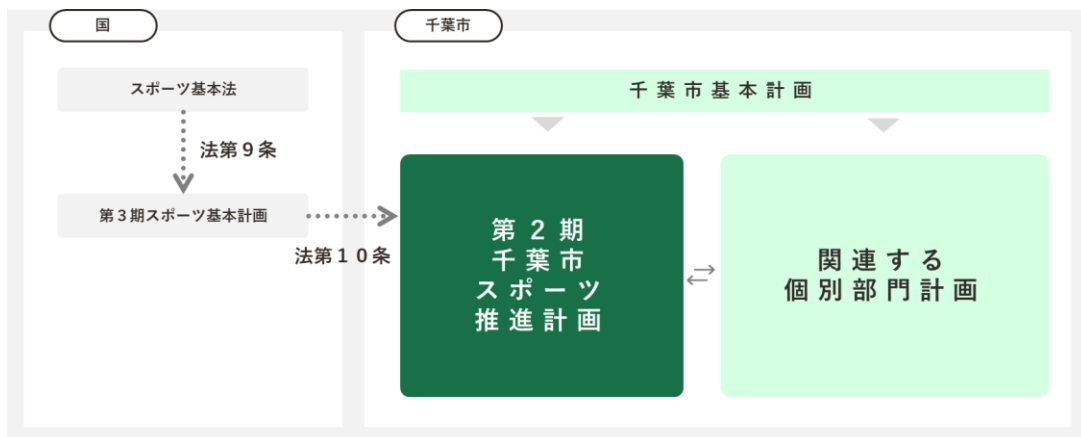 国
千葉市
スポーツ基本法
法第９条
第３期スポーツ基本計画
法第１０条
千葉市基本計画
第２期
千葉市
スポーツ
推進計画
関連する
個別部門計画